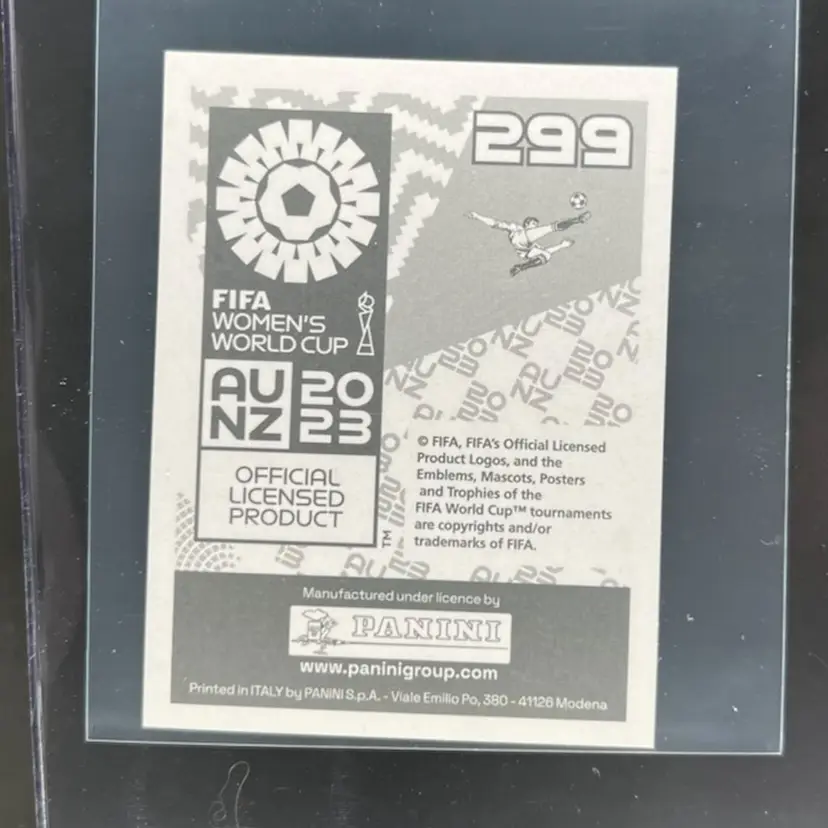 299
FIFA
WOMEN'S
WORLD CUP
AU 20
NZ 23
OFFICIAL
LICENSED
PRODUCT
TM
© FIFA, FIFA's Official Licensed
Product Logos, and the
Emblems, Mascots, Posters
and Trophies of the
FIFA World Cup™ tournaments
are copyrights and/or
trademarks of FIFA.
Manufactured under licence by
PANINI
www.paninigroup.com
Printed in ITALY by PANINI S.p.A. - Viale Emilio Po, 380 - 41126 Modena